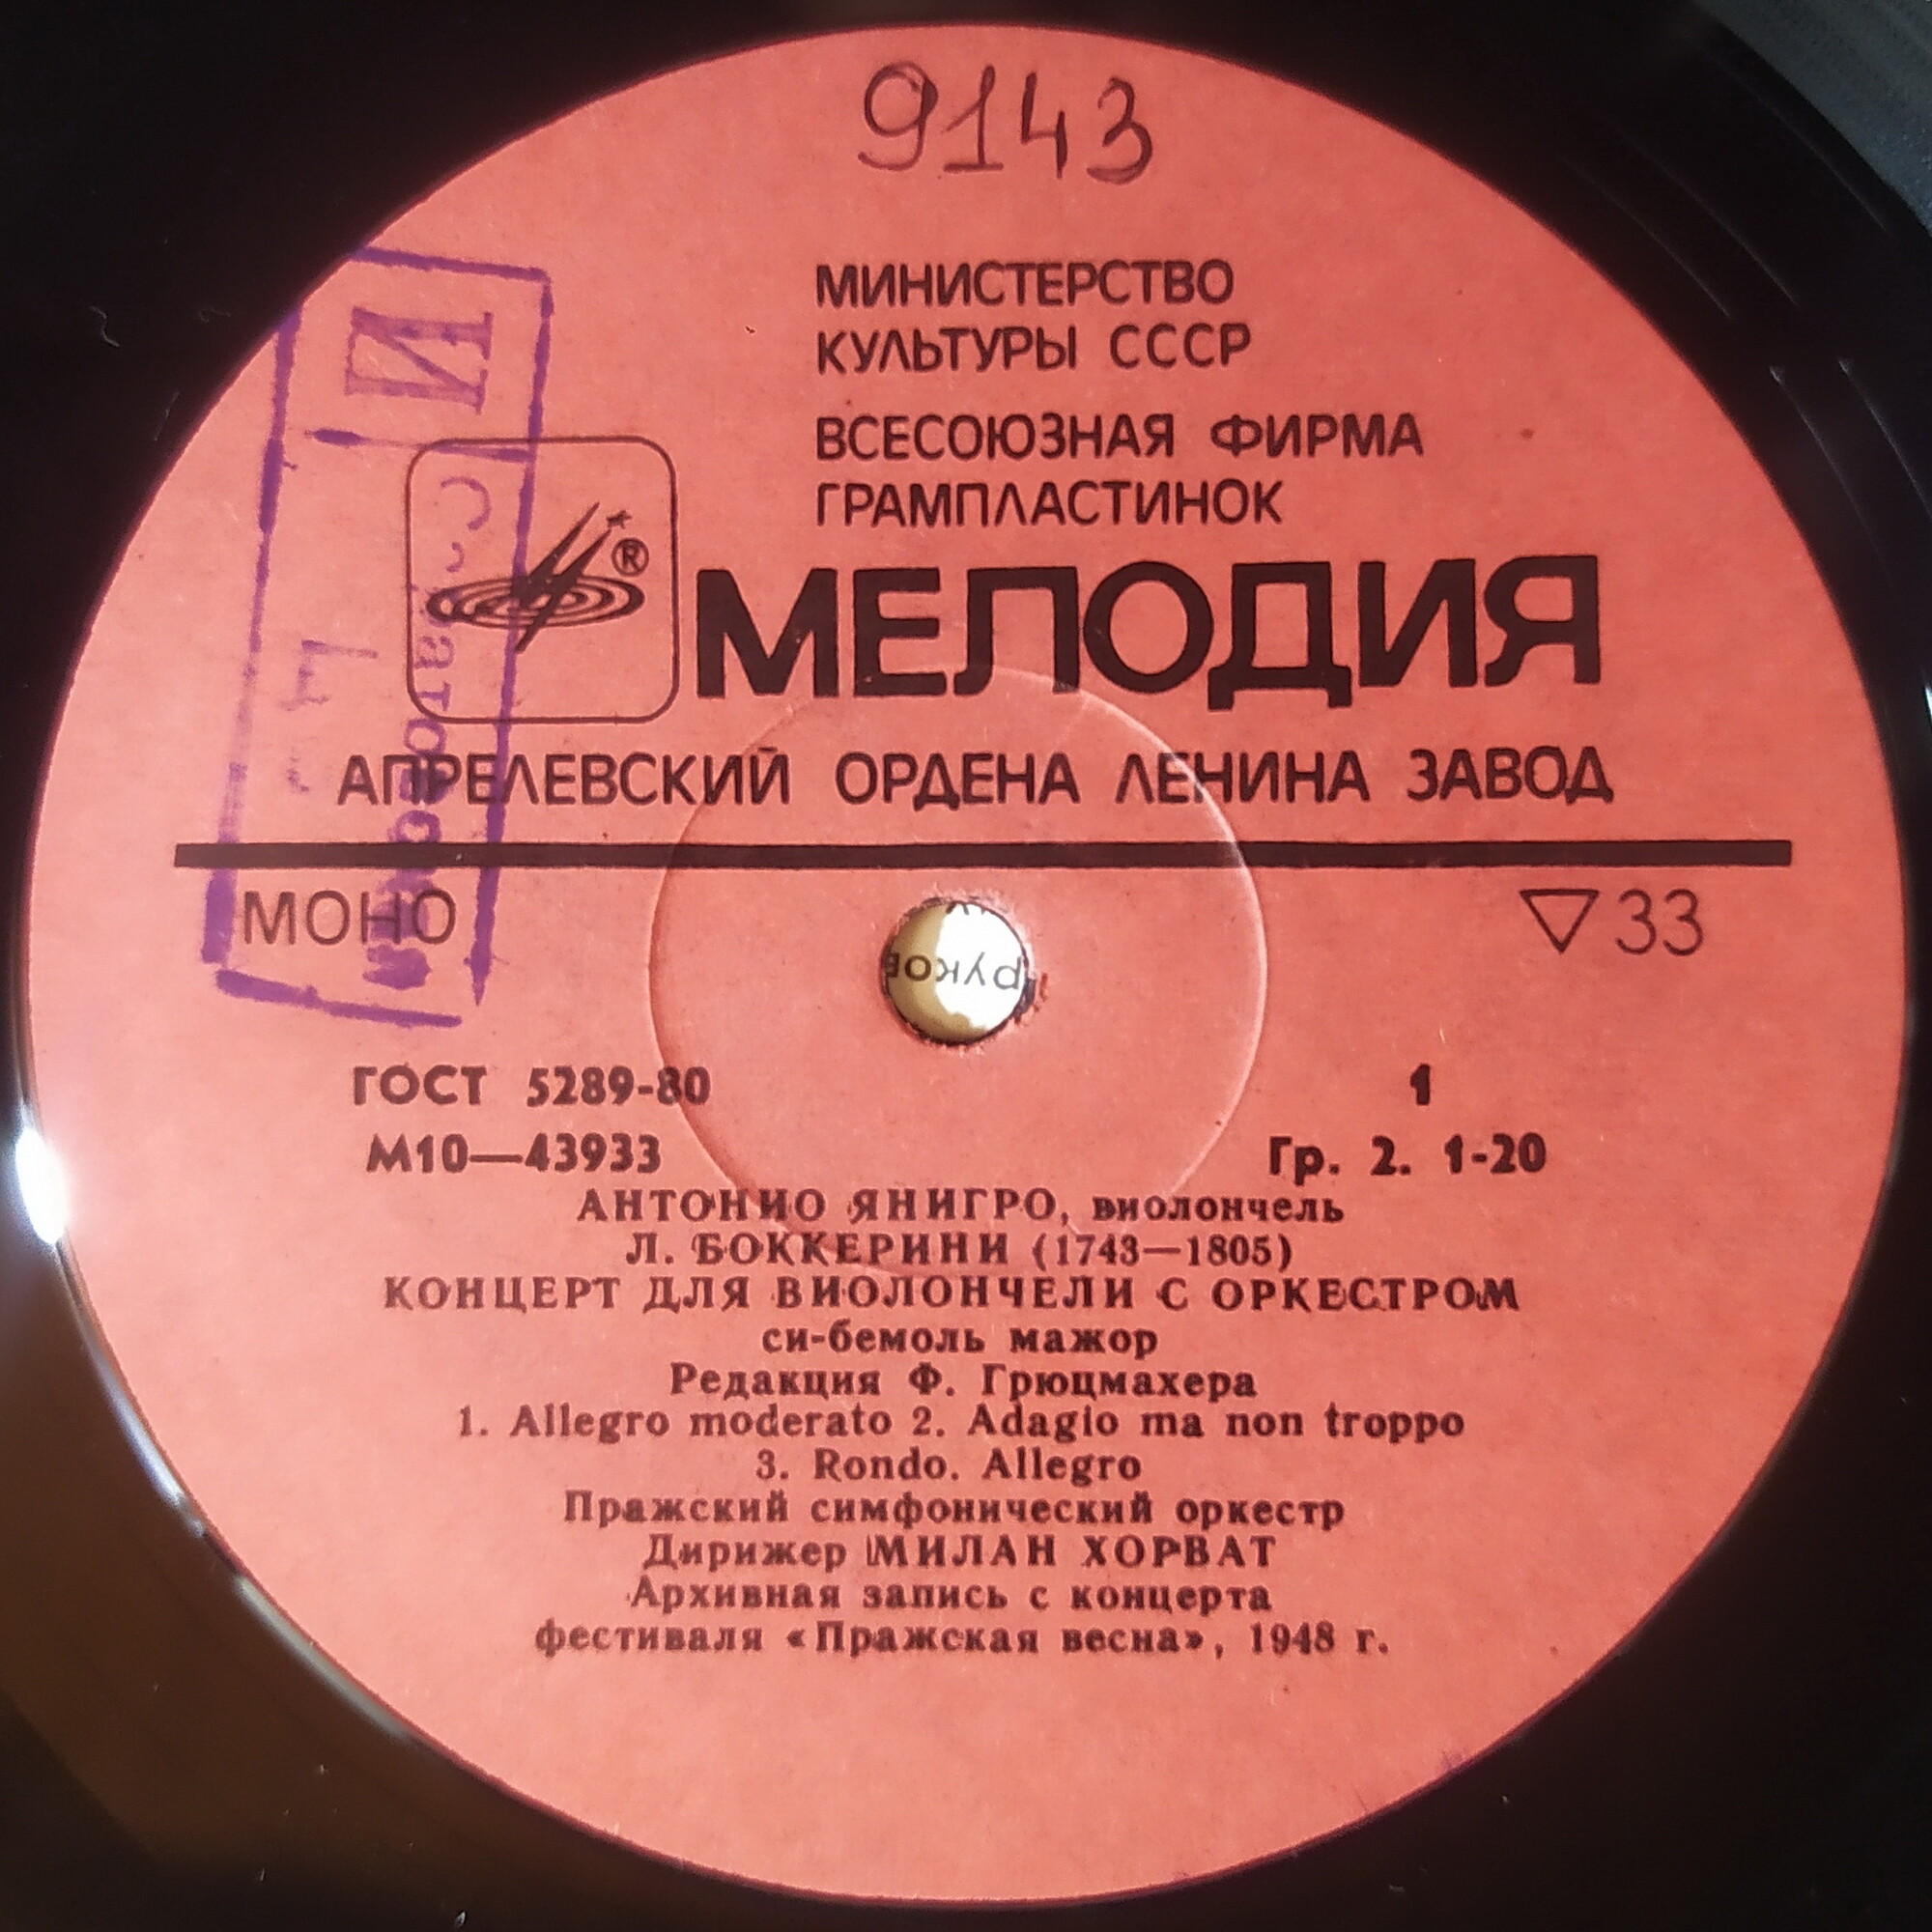 9143
МИНИСТЕРСТВО
КУЛЬТУРЫ СССР
ВСЕСОЮЗНАЯ ФИРМА
ГРАМПЛАСТИНОК
®
МЕЛОДИЯ
АПРЕЛЕВСКИЙ ОРДЕНА ЛЕНИНА ЗАВОД
МОНО
▽33
ГОСТ 5289-80
1
М10—43933
Гр. 2. 1-20
АНТОНИО ЯНИГРО, виолончель
Л. БОККЕРИНИ (1743—1805)
КОНЦЕРТ ДЛЯ ВИОЛОНЧЕЛИ С ОРКЕСТРОМ
си-бемоль мажор
Редакция Ф. Грюцмахера
1. Allegro moderato 2. Adagio ma non troppo
3. Rondo. Allegro
Пражский симфонический оркестр
Дирижер МИЛАН ХОРВАТ
Архивная запись с концерта
фестиваля «Пражская весна», 1948 г.